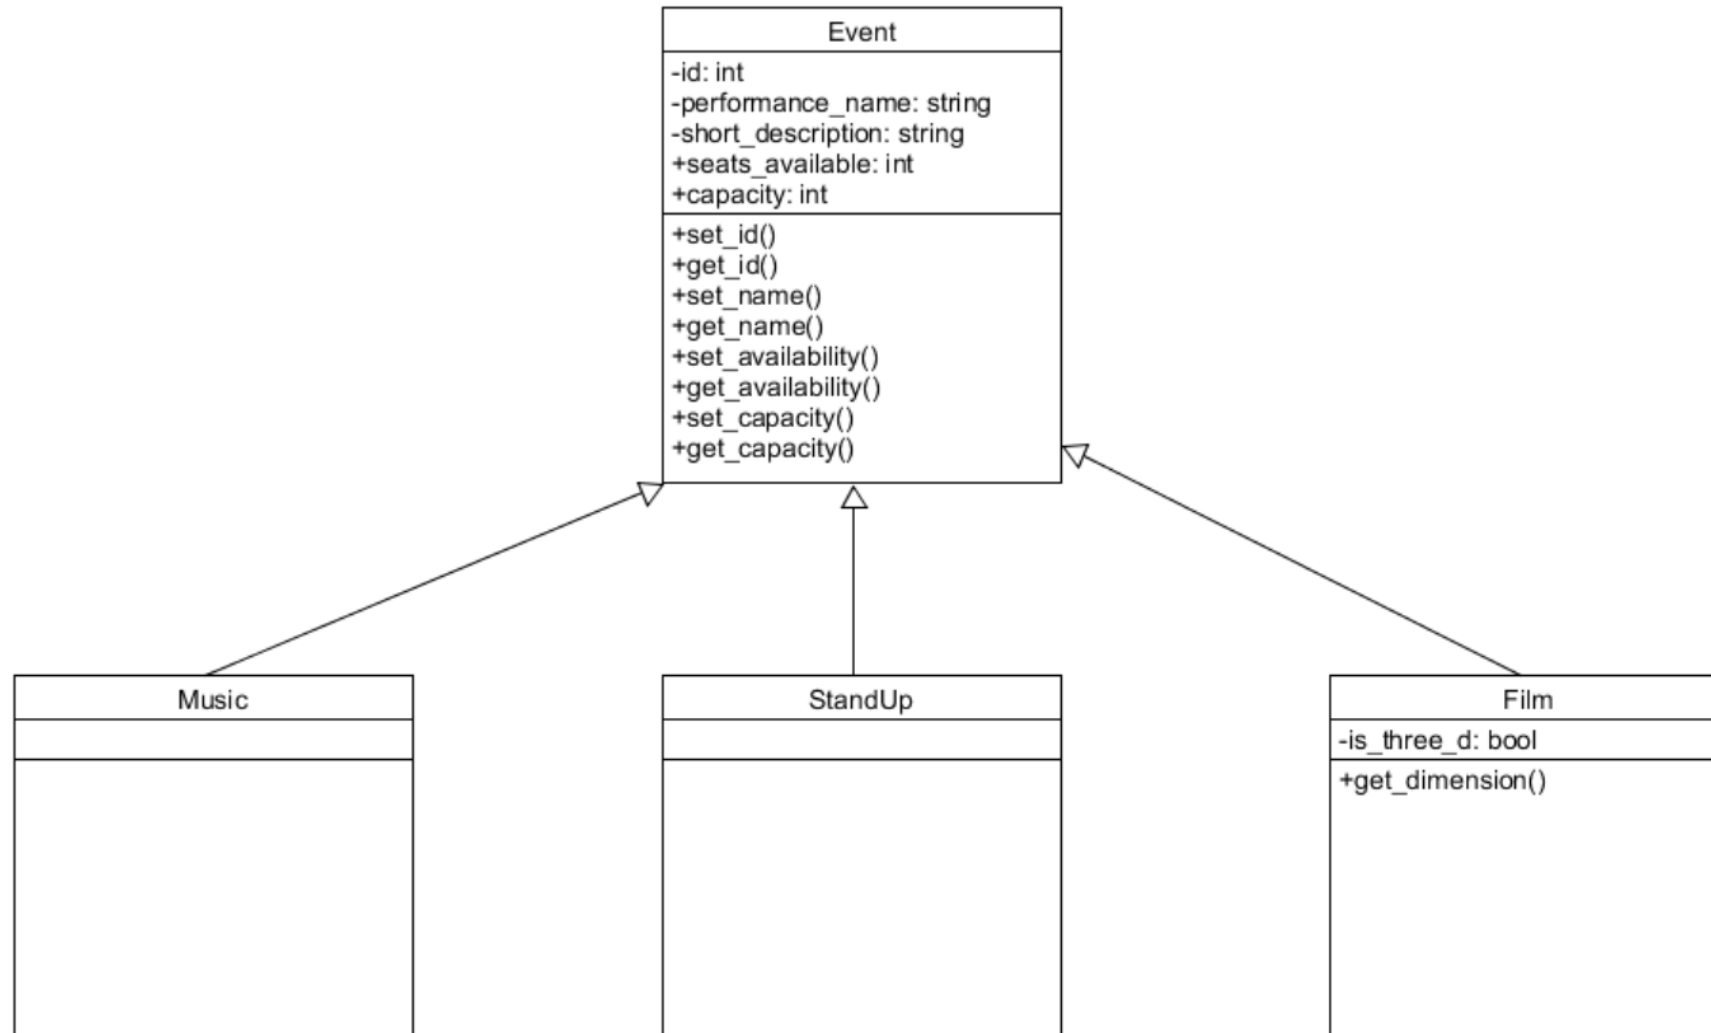 Event
-id: int
-performance_name: string
-short_description: string
+seats_available: int
+capacity: int
+set_id()
+get_id()
+set_name()
+get_name()
+set_availability()
+get_availability()
+set_capacity()
+get_capacity()
Music
StandUp
Film
-is_three_d: bool
+get_dimension()